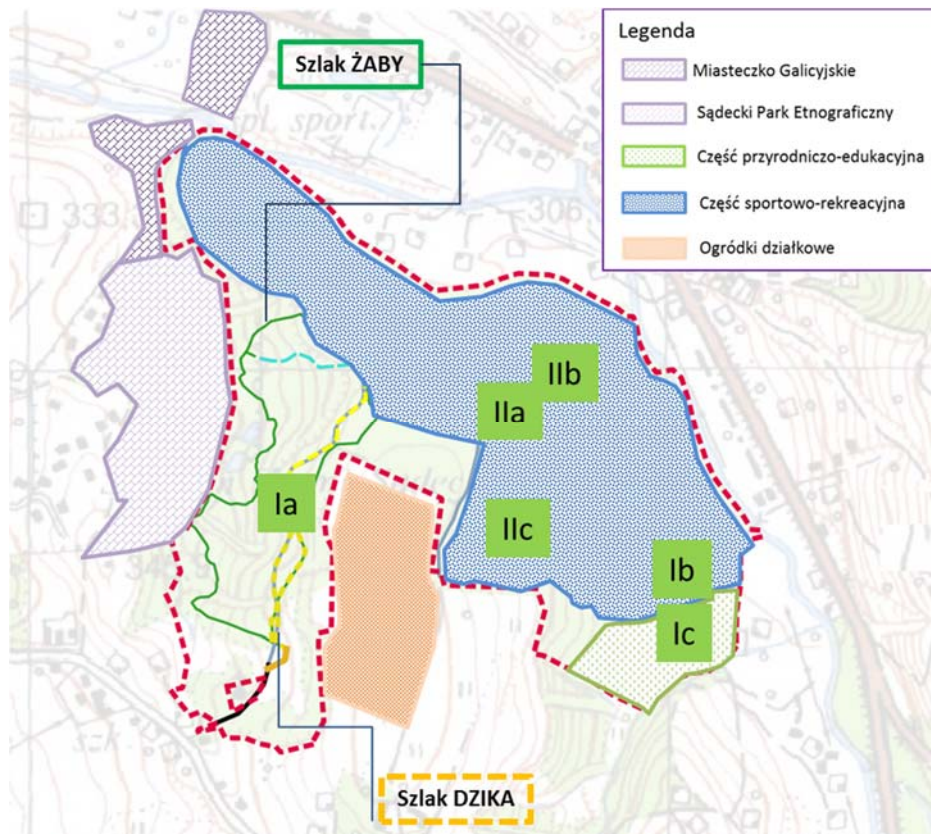 Szlak ŻABY
Legenda
Miasteczko Galicyjskie
Sądecki Park Etnograficzny
Część przyrodniczo-edukacyjna
Część sportowo-rekreacyjna
Ogródki działkowe
sport.
333
306
IIb
IIa
Ia
IIc
Ib
Ic
Szlak DZIKA